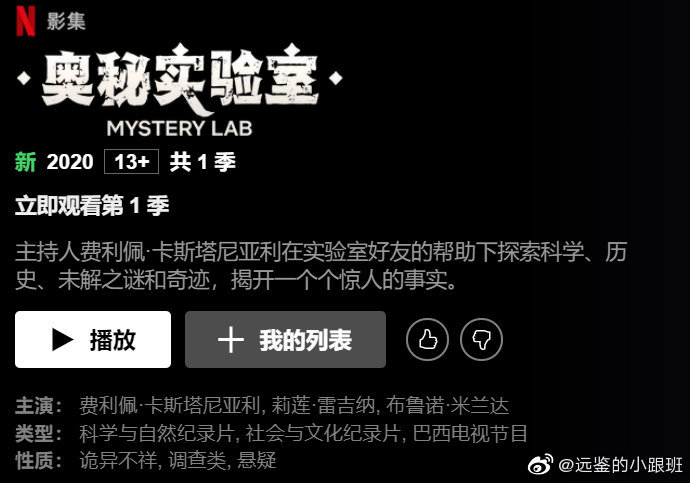 N 影集
奥秘实验室
MYSTERY LAB
新 2020 13+ 共 1 季
立即观看第 1 季
主持人费利佩·卡斯塔尼亚利在实验室好友的帮助下探索科学、历
史、未解之谜和奇迹，揭开一个个惊人的事实。
播放 我的列表
主演： 费利佩·卡斯塔尼亚利, 莉莲·雷吉纳, 布鲁诺·米兰达
类型： 科学与自然纪录片, 社会与文化纪录片, 巴西电视节目
性质： 诡异不祥, 调查类, 悬疑
@远鉴的小跟班